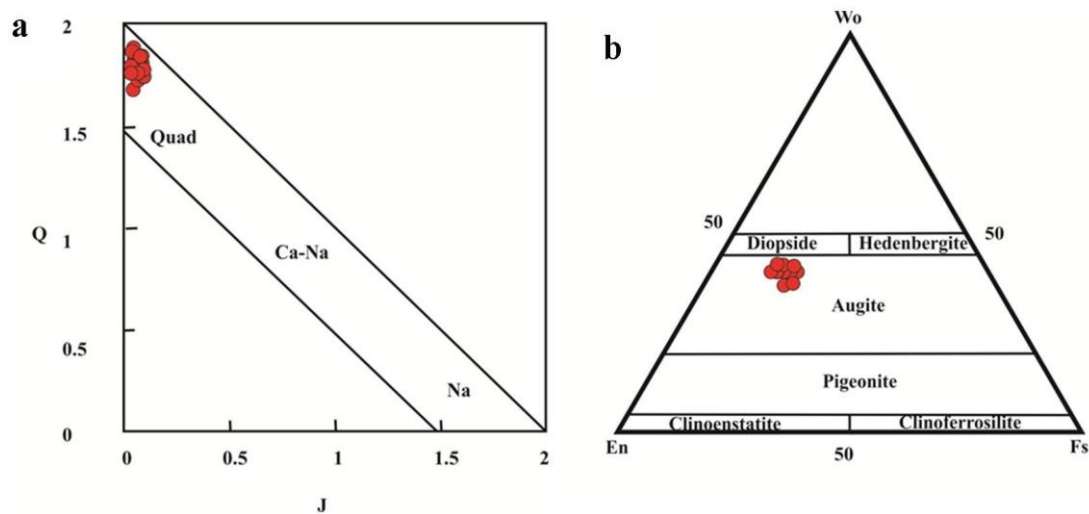 a
2
1.5
Q
1
0.5
0
Quad
Ca-Na
Na
0
0.5
1
1.5
2
J
b
Wo
50
50
Diopside
Hedenbergite
Augite
Pigeonite
Clinoenstatite
Clinoferrosilite
En
50
Fs